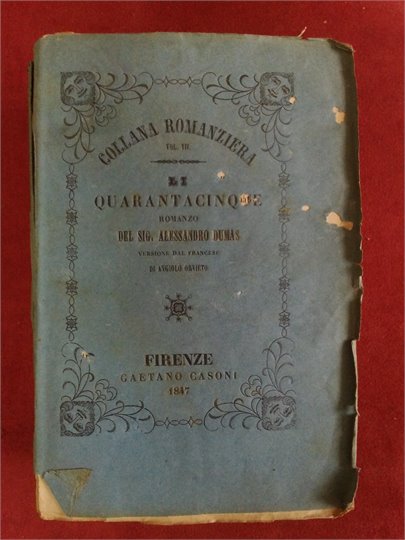 COLLANA ROMANZIERA
VOL. VII.
LI
QUARANTACINQUE
ROMANZO
DEL SIG. ALESSANDRO DUMAS
VERSIONE DAL FRANCESE
DI ANGIOLO ORVIETO
FIRENZE
GAETANO CASONI
1847